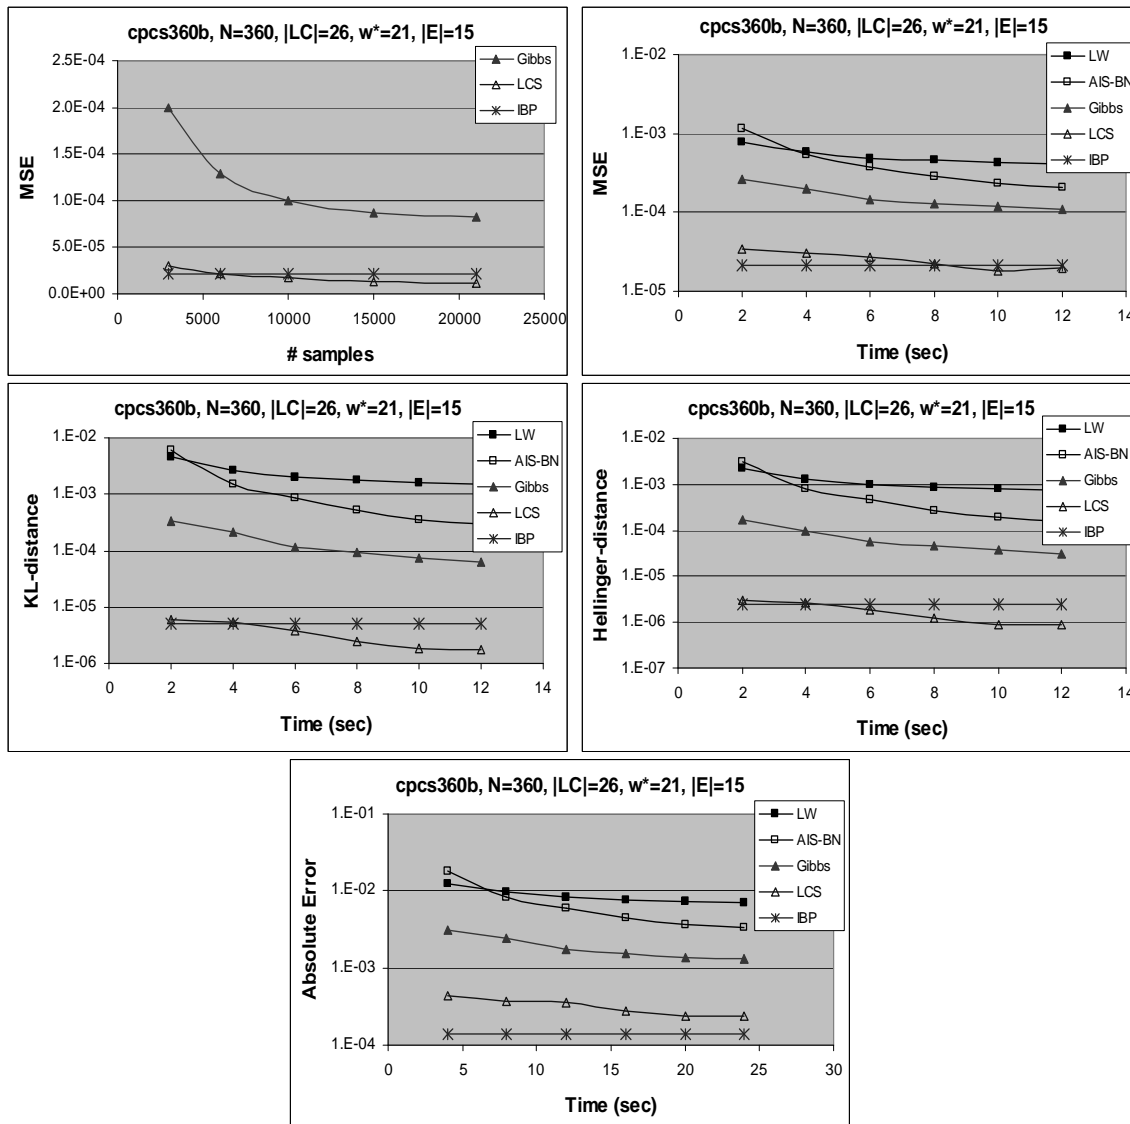 cpcs360b, N=360, |LC|=26, w*=21, |E|=15
2.5E-04
2.0E-04
1.5E-04
1.0E-04
5.0E-05
0.0E+00
MSE
0 5000 10000 15000 20000 25000
# samples
Gibbs
LCS
IBP
cpcs360b, N=360, |LC|=26, w*=21, |E|=15
1.E-02
1.E-03
1.E-04
1.E-05
MSE
0 2 4 6 8 10 12 14
Time (sec)
LW
AIS-BN
Gibbs
LCS
IBP
cpcs360b, N=360, |LC|=26, w*=21, |E|=15
1.E-02
1.E-03
1.E-04
1.E-05
1.E-06
KL-distance
0 2 4 6 8 10 12 14
Time (sec)
LW
AIS-BN
Gibbs
LCS
IBP
cpcs360b, N=360, |LC|=26, w*=21, |E|=15
1.E-02
1.E-03
1.E-04
1.E-05
1.E-06
1.E-07
Hellinger-distance
0 2 4 6 8 10 12 14
Time (sec)
LW
AIS-BN
Gibbs
LCS
IBP
cpcs360b, N=360, |LC|=26, w*=21, |E|=15
1.E-01
1.E-02
1.E-03
1.E-04
Absolute Error
0 5 10 15 20 25 30
Time (sec)
LW
AIS-BN
Gibbs
LCS
IBP